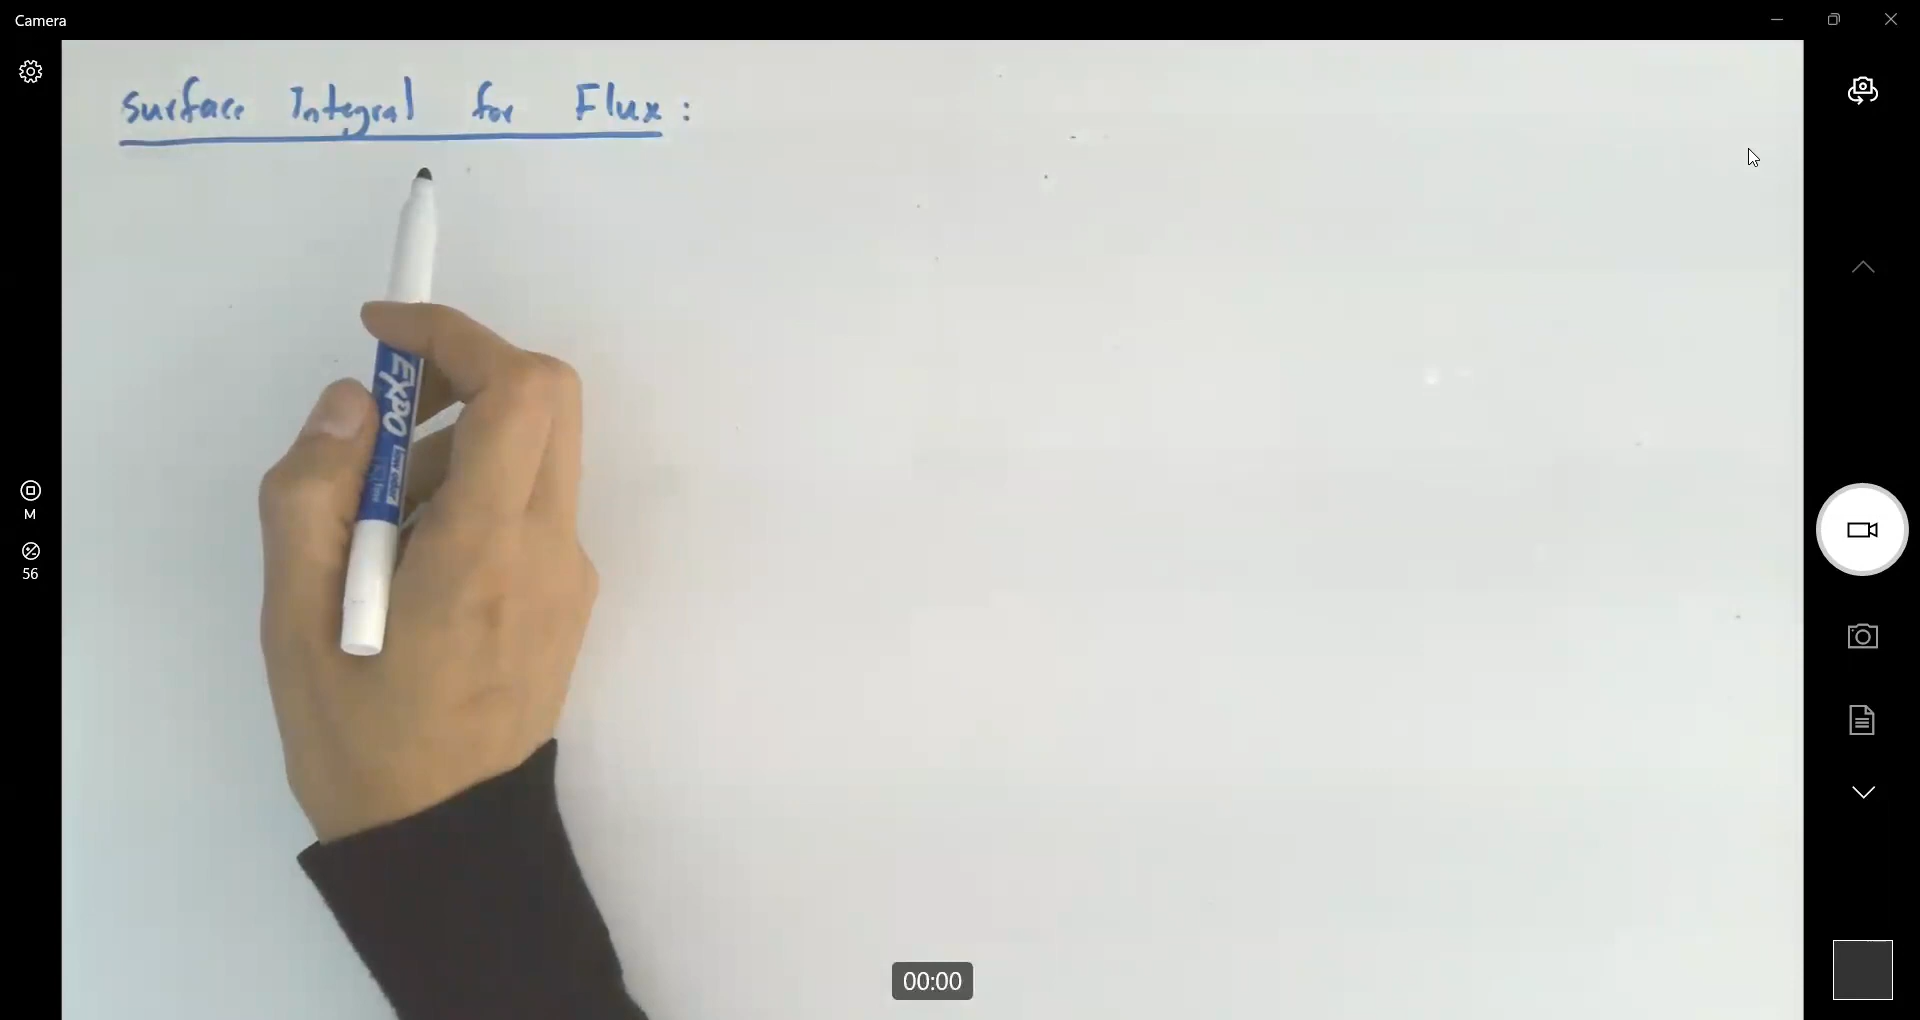 Camera
Surface Integral for Flux:
EXPO
M
56
00:00